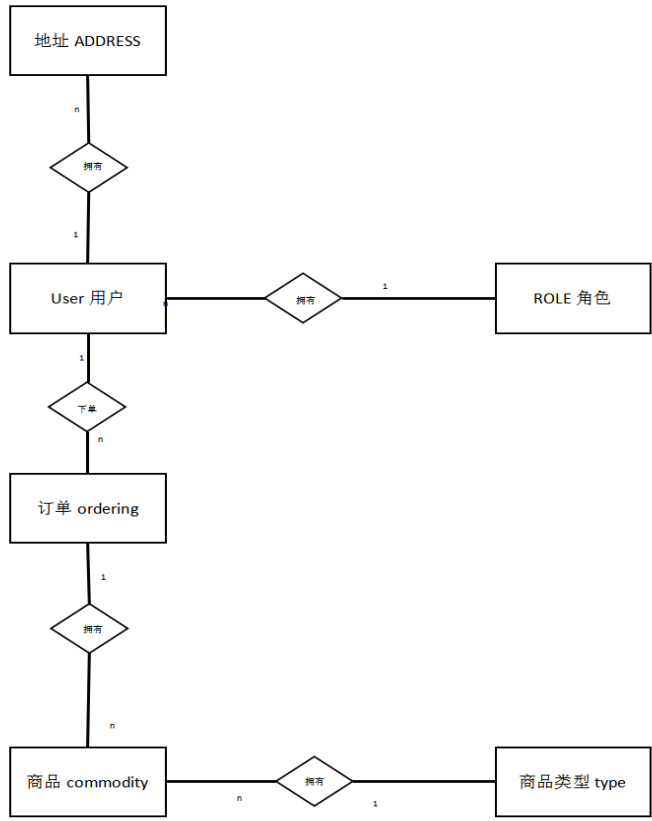 地址 ADDRESS
n
拥有
1
User 用户
n
拥有
1
ROLE 角色
1
下单
n
订单 ordering
1
拥有
n
商品 commodity
n
拥有
1
商品类型 type